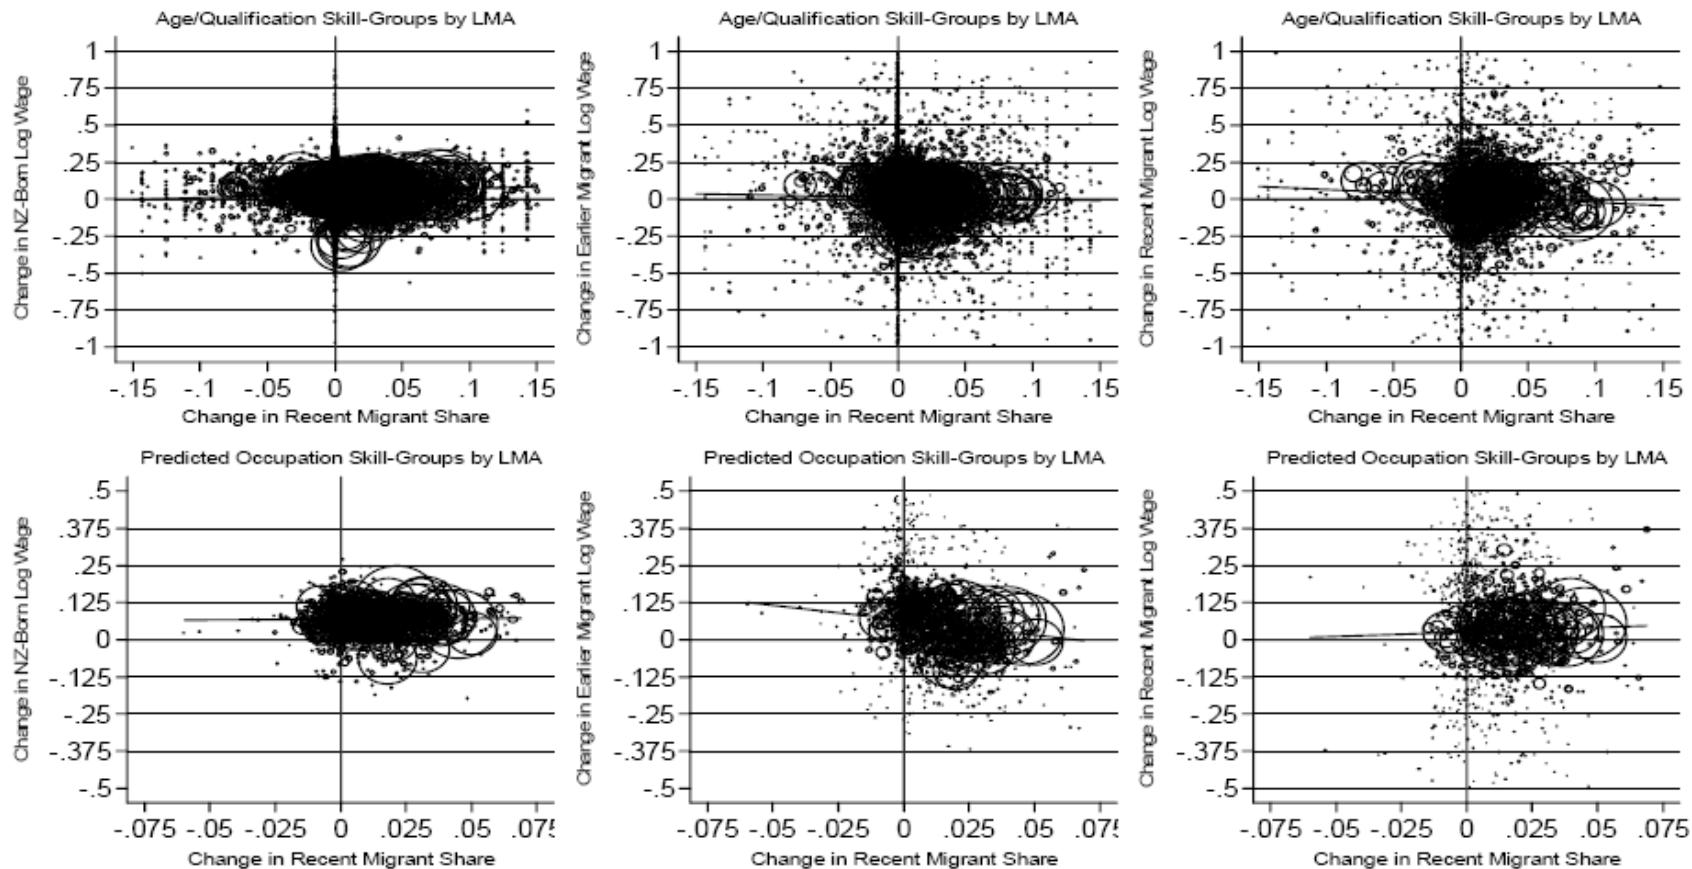 Age/Qualification Skill-Groups by LMA
Change in NZ-Born Log Wage
1
.75
.5
.25
0
-.25
-.5
-.75
-1
-.15 -.1 -.05 0 .05 .1 .15
Change in Recent Migrant Share
Age/Qualification Skill-Groups by LMA
Change in Earlier Migrant Log Wage
1
.75
.5
.25
0
-.25
-.5
-.75
-1
-.15 -.1 -.05 0 .05 .1 .15
Change in Recent Migrant Share
Age/Qualification Skill-Groups by LMA
Change in Recent Migrant Log Wage
1
.75
.5
.25
0
-.25
-.5
-.75
-1
-.15 -.1 -.05 0 .05 .1 .15
Change in Recent Migrant Share
Predicted Occupation Skill-Groups by LMA
Change in NZ-Born Log Wage
.5
.375
.25
.125
0
-.125
-.25
-.375
-.5
-.075 -.05 -.025 0 .025 .05 .075
Change in Recent Migrant Share
Predicted Occupation Skill-Groups by LMA
Change in Earlier Migrant Log Wage
.5
.375
.25
.125
0
-.125
-.25
-.375
-.5
-.075 -.05 -.025 0 .025 .05 .075
Change in Recent Migrant Share
Predicted Occupation Skill-Groups by LMA
Change in Recent Migrant Log Wage
.5
.375
.25
.125
0
-.125
-.25
-.375
-.5
-.075 -.05 -.025 0 .025 .05 .075
Change in Recent Migrant Share